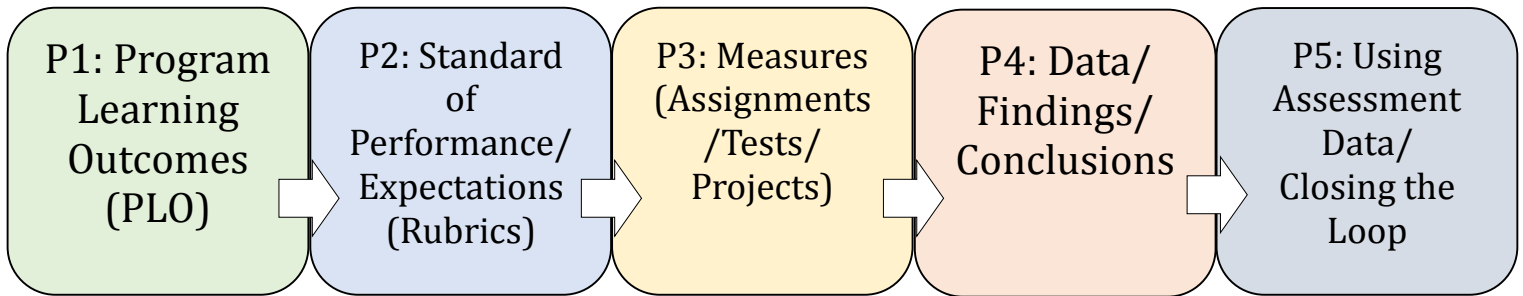 P1: Program
Learning
Outcomes
(PLO)
P2: Standard
of
Performance/
Expectations
(Rubrics)
P3: Measures
(Assignments
/Tests/
Projects)
P4: Data/
Findings/
Conclusions
P5: Using
Assessment
Data/
Closing the
Loop